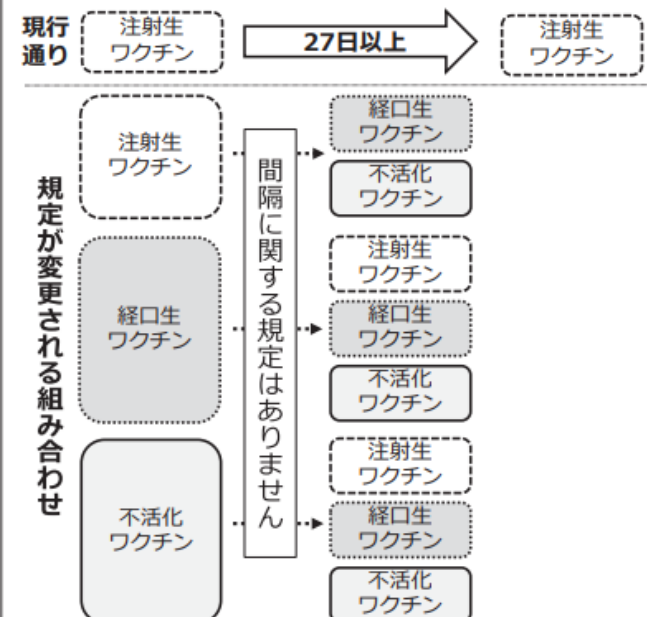 現行
通り
注射生
ワクチン
27日以上
注射生
ワクチン
規定が変更される組み合わせ
注射生
ワクチン
間隔に関する規定はありません
経口生
ワクチン
不活化
ワクチン
経口生
ワクチン
注射生
ワクチン
経口生
ワクチン
不活化
ワクチン
不活化
ワクチン
注射生
ワクチン
経口生
ワクチン
不活化
ワクチン